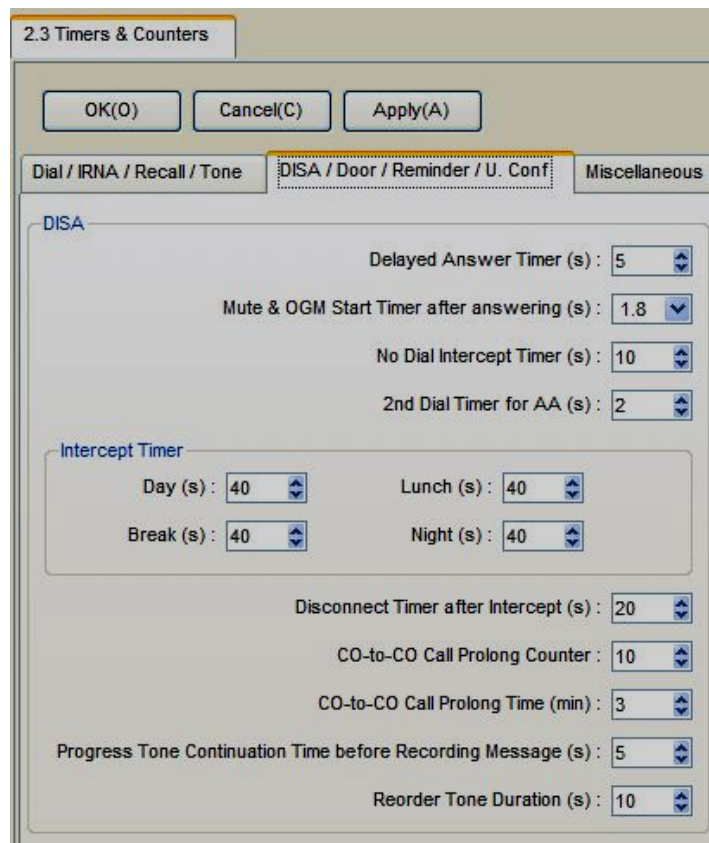 2.3 Timers & Counters
OK(O) Cancel(C) Apply(A)
Dial / IRNA / Recall / Tone DISA / Door / Reminder / U. Conf Miscellaneous
DISA
Delayed Answer Timer (s) : 5
Mute & OGM Start Timer after answering (s) : 1.8
No Dial Intercept Timer (s) : 10
2nd Dial Timer for AA (s) : 2
Intercept Timer
Day (s) : 40 Lunch (s) : 40
Break (s) : 40 Night (s) : 40
Disconnect Timer after Intercept (s) : 20
CO-to-CO Call Prolong Counter : 10
CO-to-CO Call Prolong Time (min) : 3
Progress Tone Continuation Time before Recording Message (s) : 5
Reorder Tone Duration (s) : 10